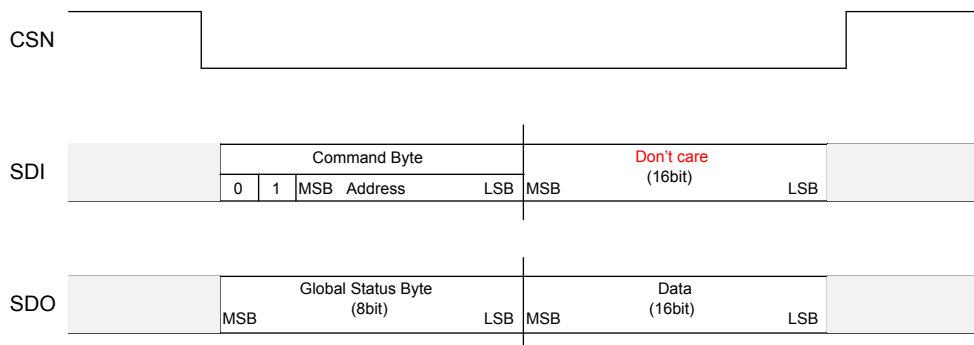 CSN
SDI
Command Byte
Don't care
(16bit)
0 1 MSB Address LSB MSB LSB
SDO
Global Status Byte
(8bit)
Data
(16bit)
MSB LSB MSB LSB